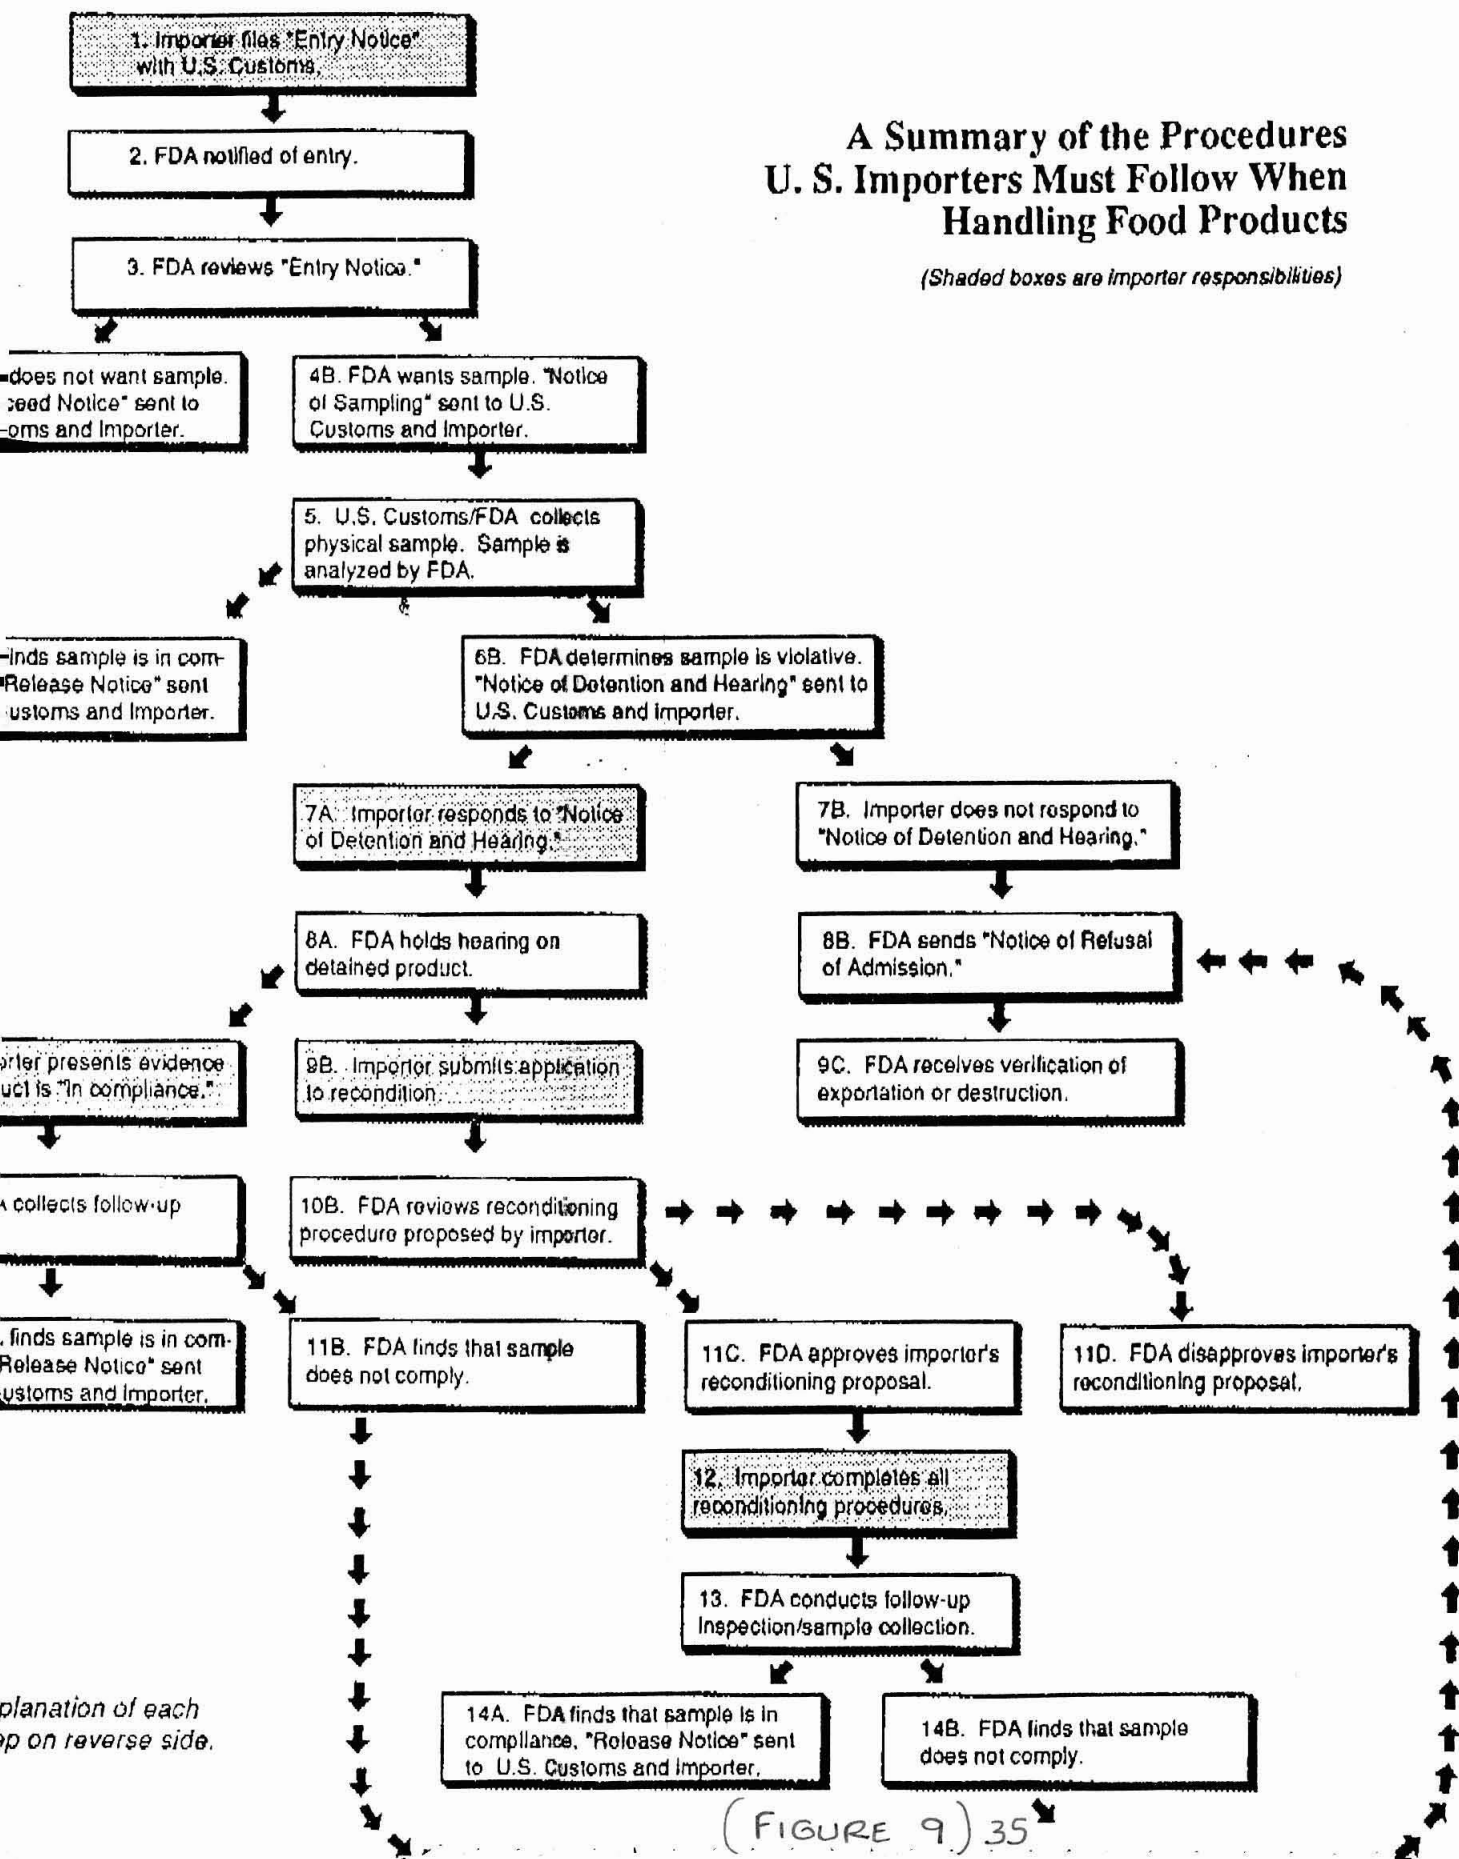 1. Importer files "Entry Notice"
with U.S. Customs.
2. FDA notified of entry.
A Summary of the Procedures
U. S. Importers Must Follow When
Handling Food Products
(Shaded boxes are importer responsibilities)
3. FDA reviews "Entry Notice."
does not want sample.
ceed Notice" sent to
oms and Importer.
4B. FDA wants sample. "Notice
of Sampling" sent to U.S.
Customs and Importer.
5. U.S. Customs/FDA collects
physical sample. Sample is
analyzed by FDA.
inds sample is in com-
"Release Notice" sent
ustoms and Importer.
6B. FDA determines sample is violative.
"Notice of Detention and Hearing" sent to
U.S. Customs and importer.
7A. Importer responds to "Notice
of Detention and Hearing."
7B. Importer does not respond to
"Notice of Detention and Hearing."
8A. FDA holds hearing on
detained product.
8B. FDA sends "Notice of Refusal
of Admission."
orter presents evidence
uct is "in compliance."
9B. Importer submits application
to recondition.
9C. FDA receives verification of
exportation or destruction.
A collects follow-up
10B. FDA reviews reconditioning
procedure proposed by importer.
. finds sample is in com-
Release Notice" sent
ustoms and Importer.
11B. FDA finds that sample
does not comply.
11C. FDA approves importer's
reconditioning proposal.
11D. FDA disapproves importer's
reconditioning proposal.
12. Importer completes all
reconditioning procedures.
13. FDA conducts follow-up
Inspection/sample collection.
planation of each
ep on reverse side.
14A. FDA finds that sample is in
compliance, "Release Notice" sent
to U.S. Customs and Importer.
14B. FDA finds that sample
does not comply.
(FIGURE 9) 35